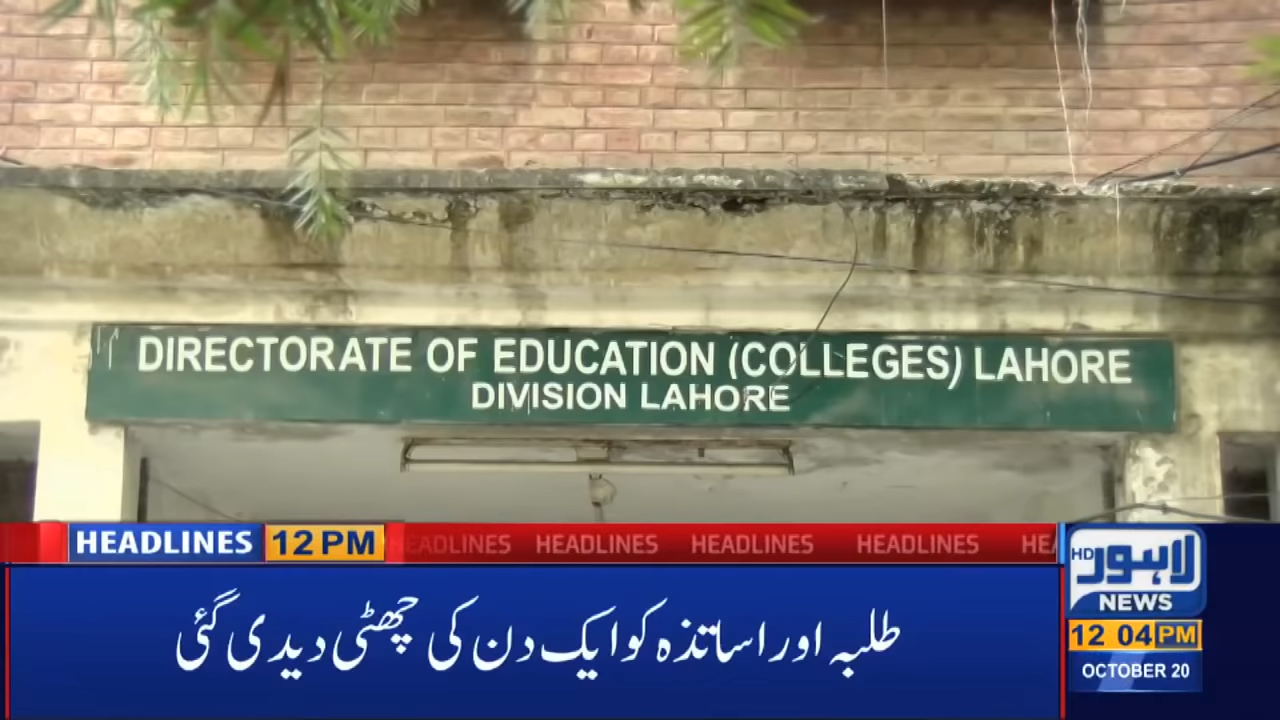 DIRECTORATE OF EDUCATION (COLLEGES) LAHORE
DIVISION LAHORE
HEADLINES 12 PM
HEADLINES HEADLINES HEADLINES
HD لاہور
NEWS
12 04 PM
OCTOBER 20
طلبہ اور اساتذہ کو ایک دن کی چھٹی دیدی گئی